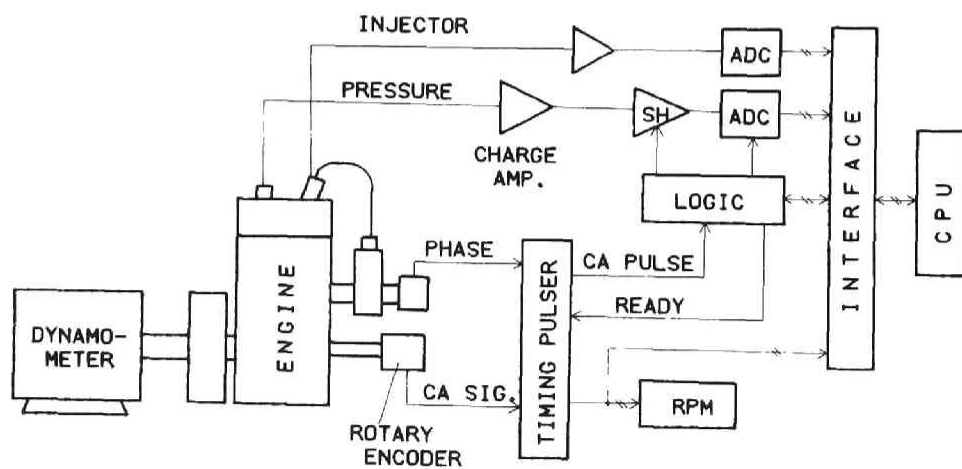 INJECTOR
ADC
PRESSURE
SH
ADC
CHARGE
AMP.
LOGIC
INTERFACE
CPU
PHASE
CA PULSE
ENGINE
TIMING PULSER
READY
DYNAMO-
METER
CA SIG.
RPM
ROTARY
ENCODER